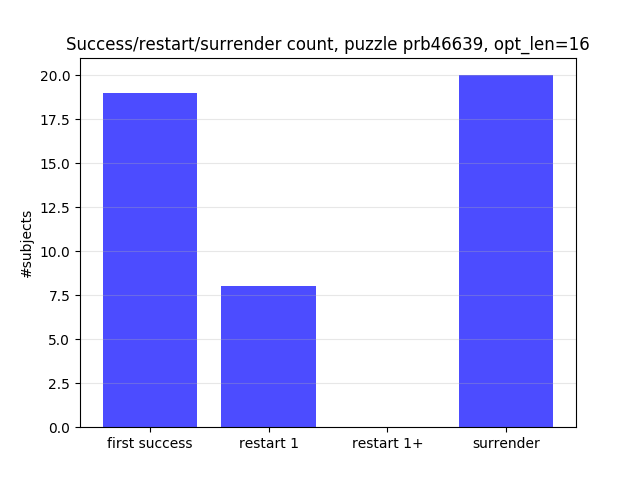 Success/restart/surrender count, puzzle prb46639, opt_len=16
20.0
17.5
15.0
12.5
10.0
7.5
5.0
2.5
0.0
#subjects
first success
restart 1
restart 1+
surrender